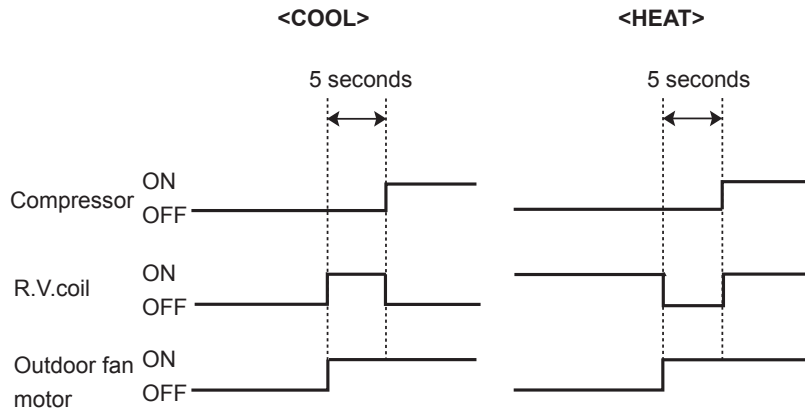 <COOL> <HEAT>
5 seconds 5 seconds
Compressor ON
OFF
R.V.coil ON
OFF
Outdoor fan motor ON
OFF